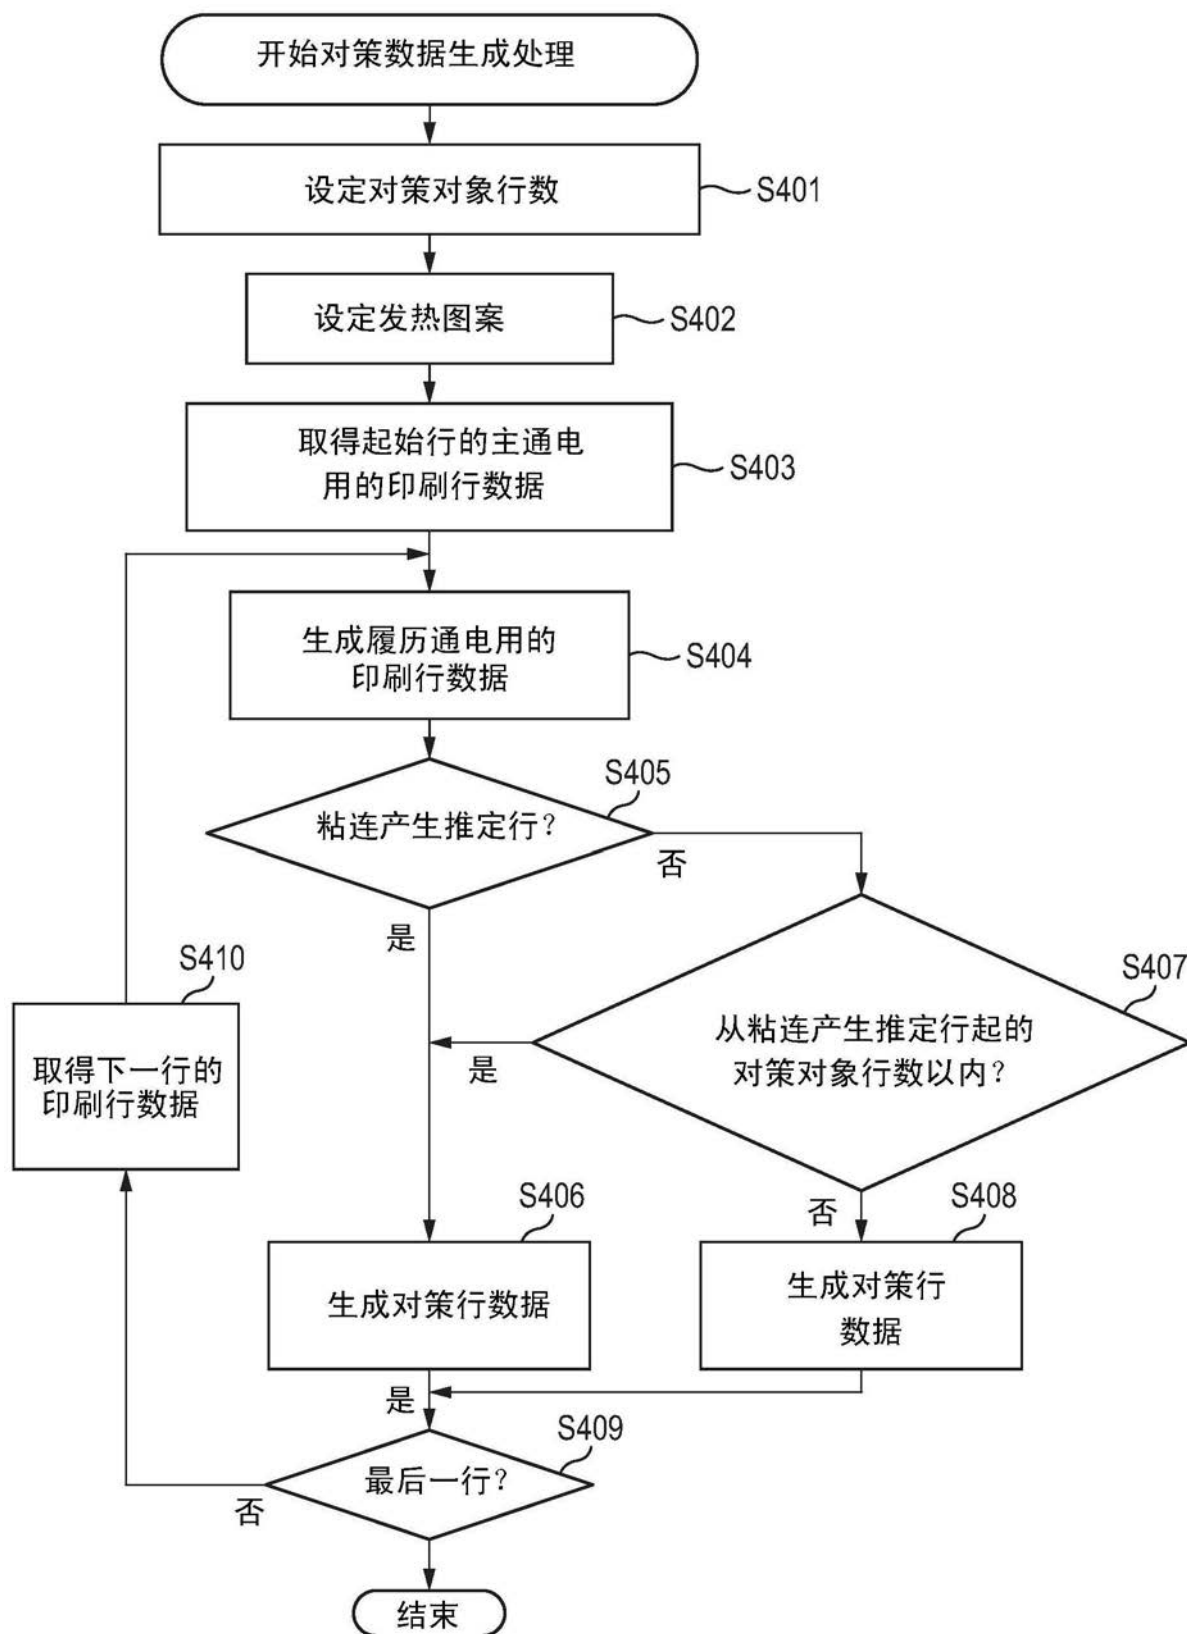 开始对策数据生成处理
设定对策对象行数
S401
设定发热图案
S402
取得起始行的主通电
用的印刷行数据
S403
生成履历通电用的
印刷行数据
S404
S405
粘连产生推定行?
否
是
S410
S407
取得下一行的
印刷行数据
从粘连产生推定行起的
对策对象行数以内?
是
S406
S408
否
生成对策行数据
生成对策行
数据
是
S409
最后一行?
否
结束